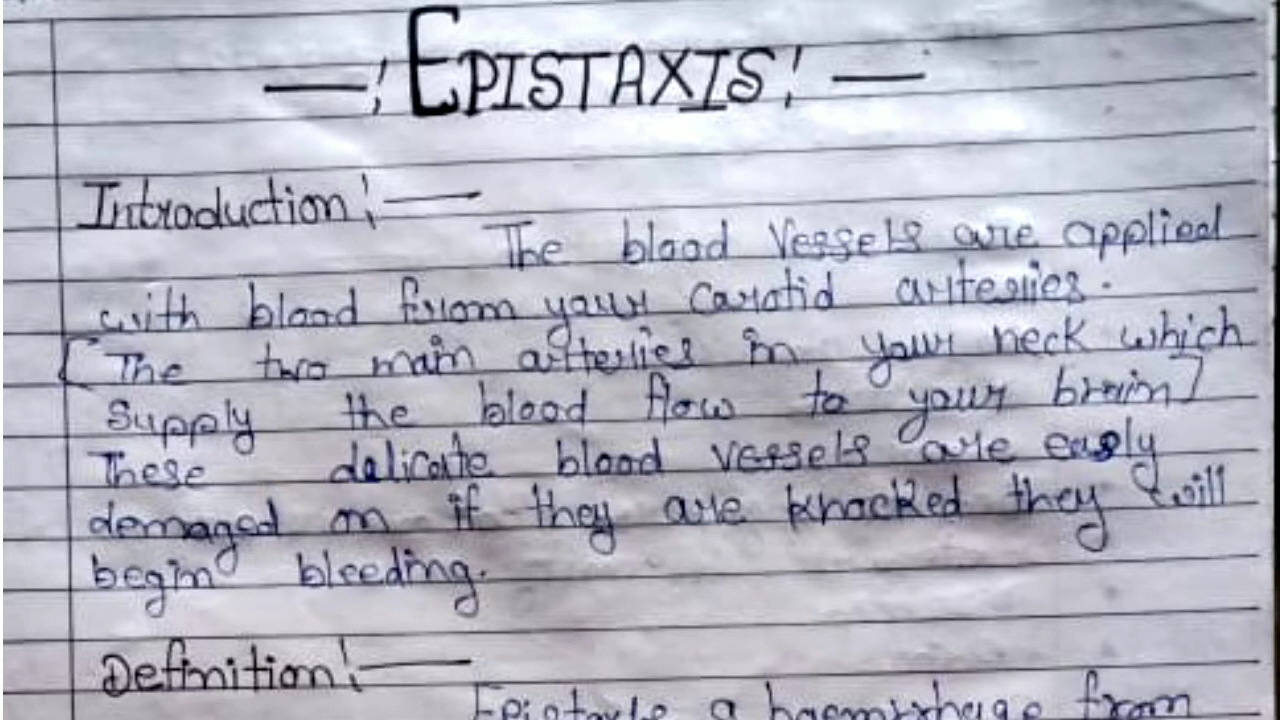 —: EPISTAXIS: —
Introduction:—
The blood vessels are applied
with blood from your carotid arteries.
[The two main arteries in your neck which
supply the blood flow to your brain]
These delicate blood vessels are easly
demaged on if they are knocked they will
begin bleeding.
Definition:—
a haemrrhage from